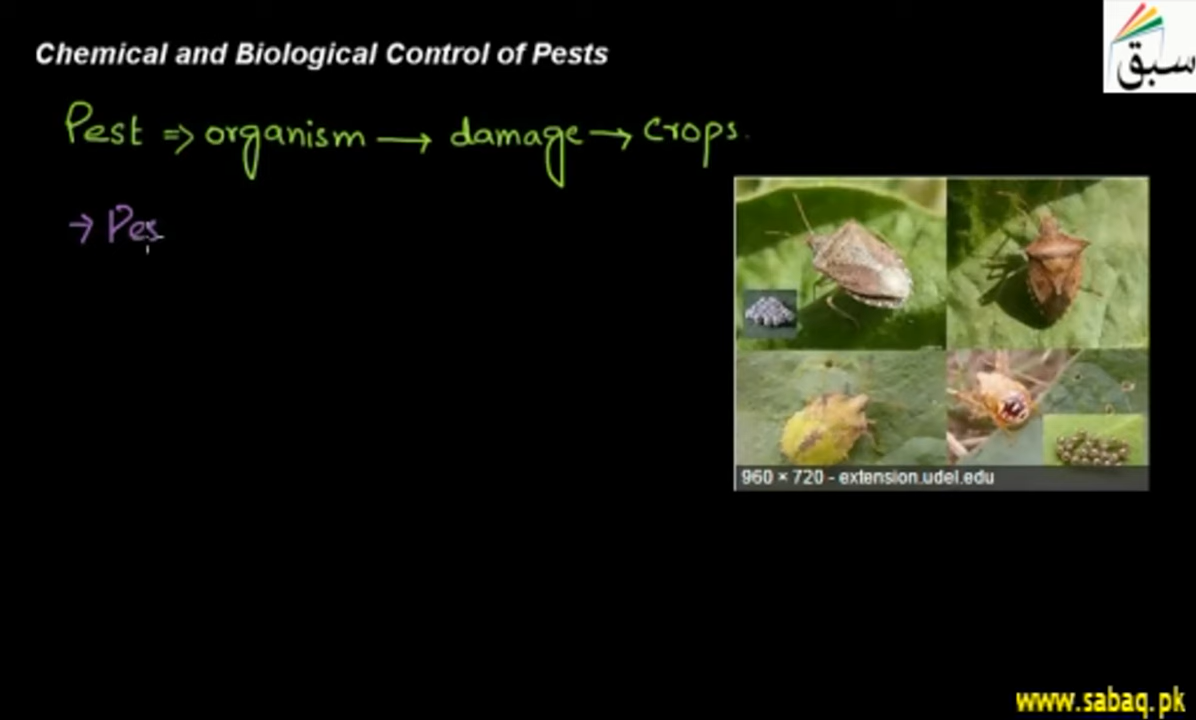 Chemical and Biological Control of Pests
سبق
Pest => organism → damage → crops.
→ Pes
960 × 720 - extension.udel.edu
www.sabaq.pk